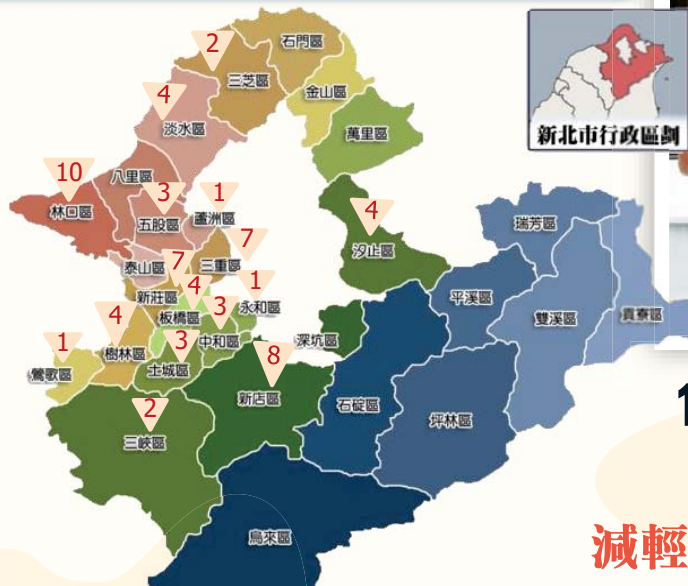 2
石門區
三芝區
金山區
4
淡水區
萬里區
新北市行政區劃
八里區
10
林口區
3
五股區
1
蘆洲區
4
汐止區
瑞芳區
7
三重區
泰山區
7
新莊區
4
板橋區
1
永和區
平溪區
雙溪區
貢寮區
4
樹林區
3
中和區
深坑區
1
鶯歌區
3
土城區
8
新店區
石碇區
坪林區
2
三峽區
1
烏來區
減輕